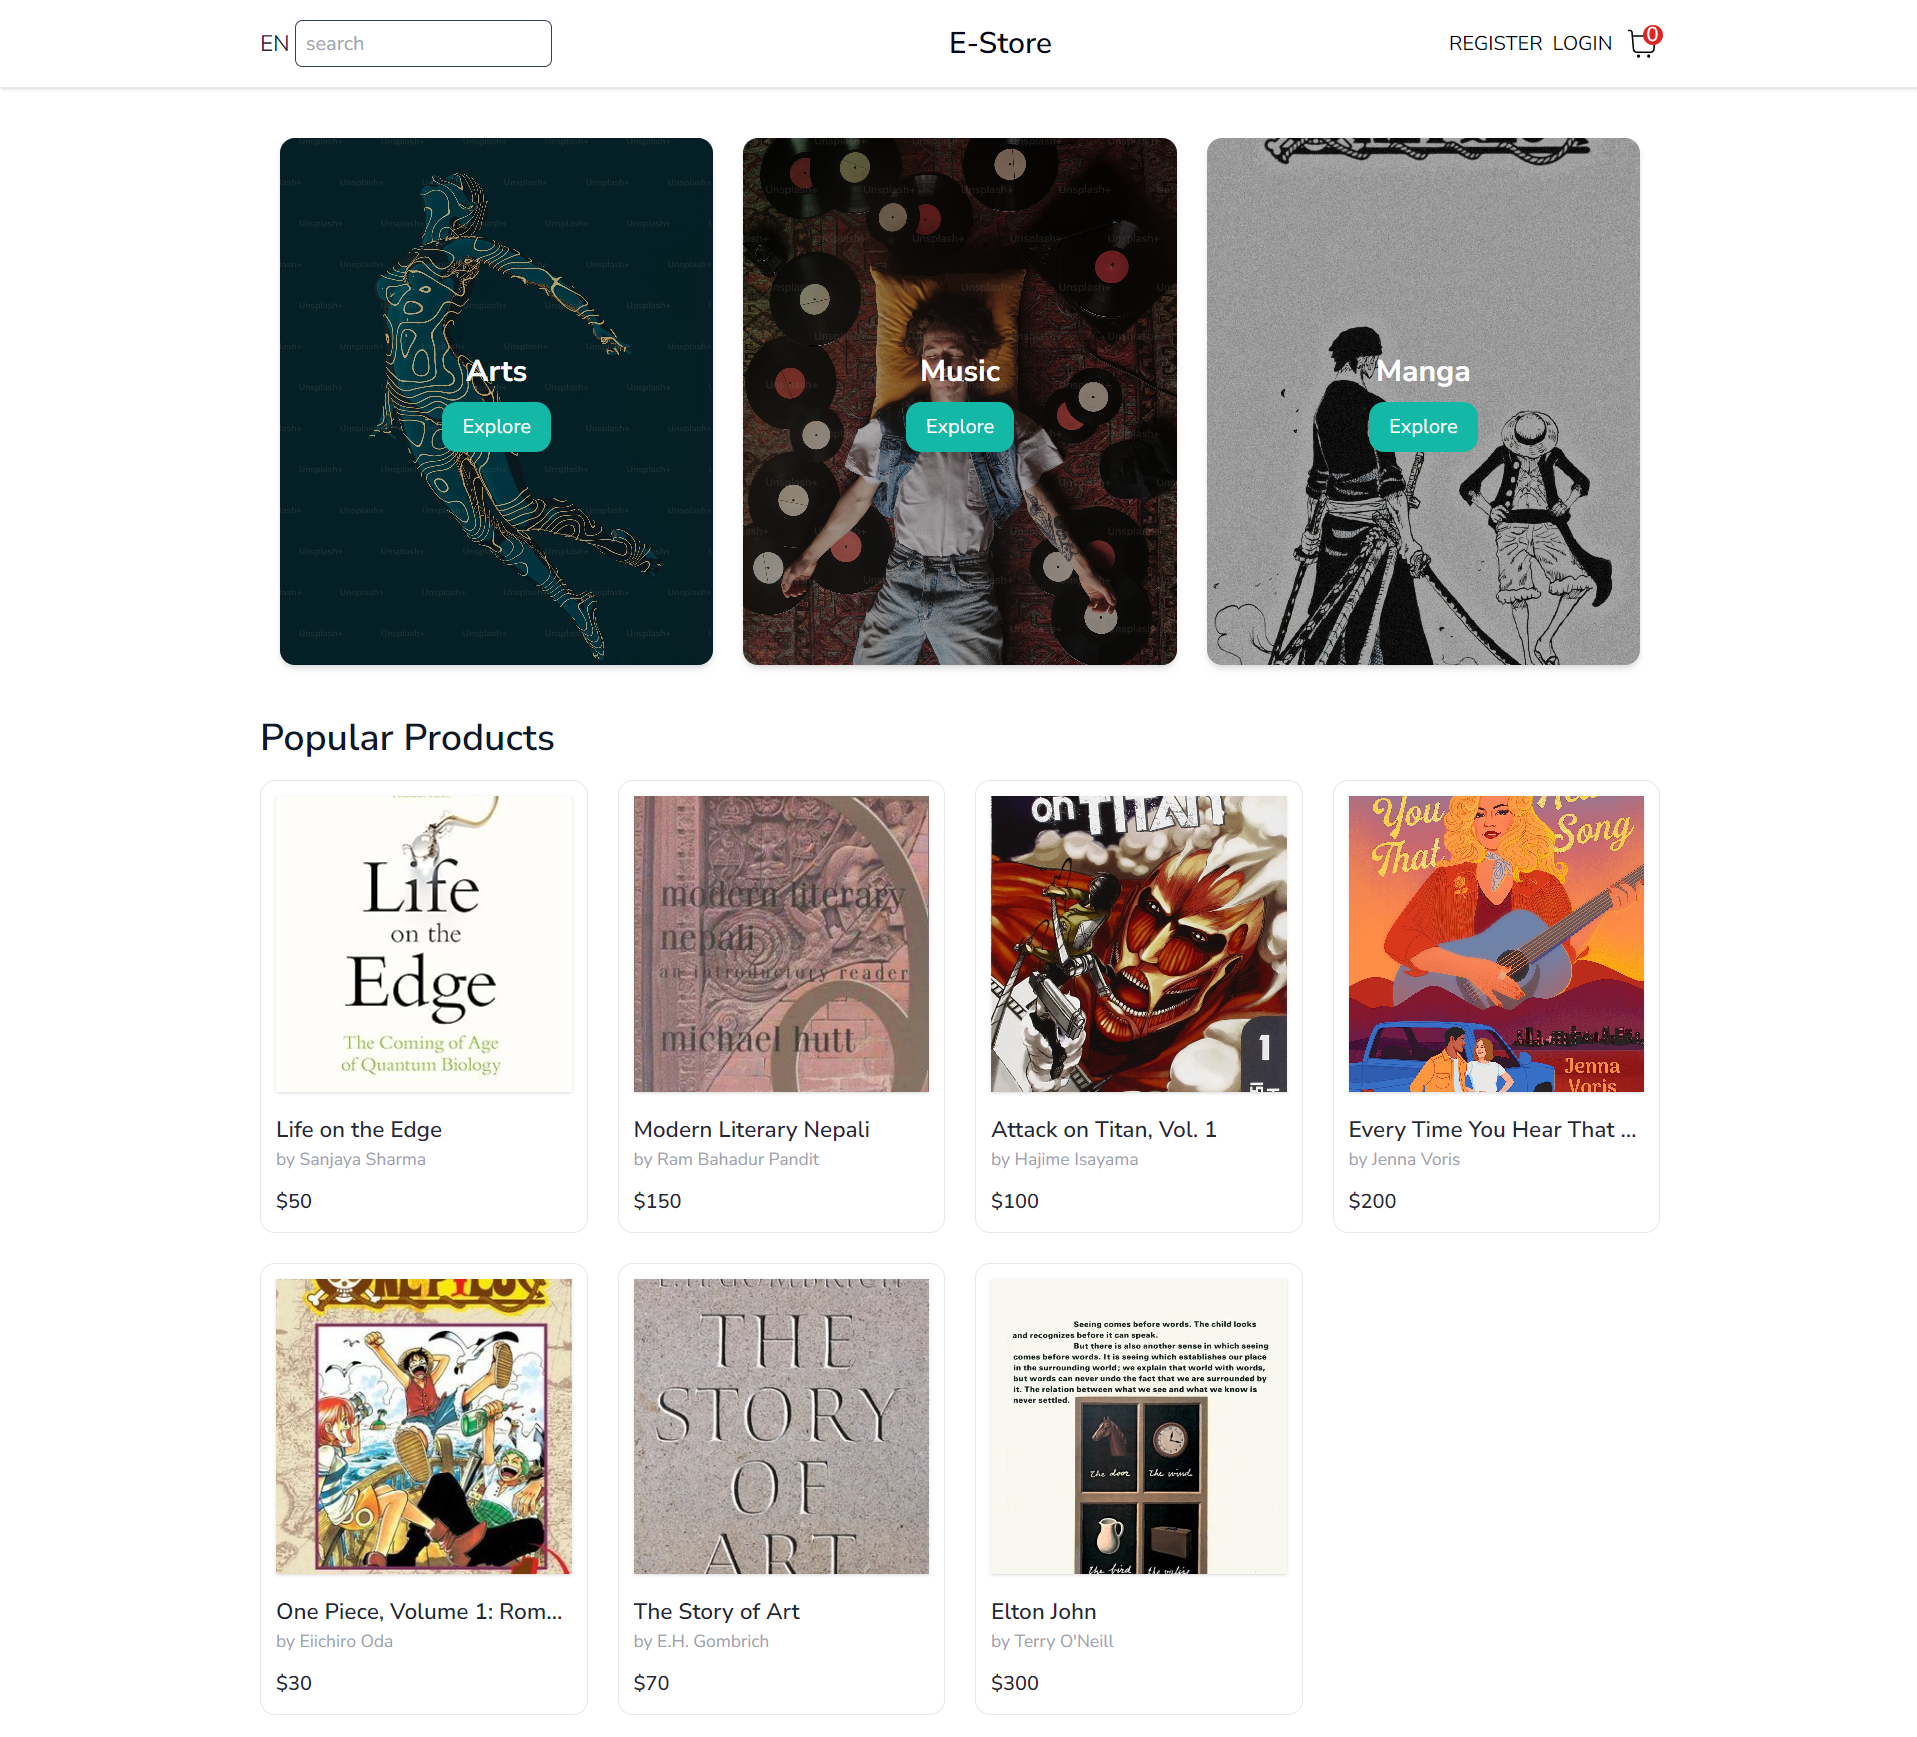 EN
search
E-Store
REGISTER LOGIN
0
Arts
Explore
Music
Explore
Manga
Explore
Unsplash+
Popular Products
Life
on the
Edge
The Coming of Age
of Quantum Biology
Life on the Edge
by Sanjaya Sharma
$50
modern literary
nepali
an introductory reader
michael hutt
Modern Literary Nepali
by Ram Bahadur Pandit
$150
on TITAN
1
Attack on Titan, Vol. 1
by Hajime Isayama
$100
You
That
Song
Jenna
Voris
Every Time You Hear That ...
by Jenna Voris
$200
One Piece, Volume 1: Rom...
by Eiichiro Oda
$30
E.H. GOMBRICH
THE
STORY
OF
ART
The Story of Art
by E.H. Gombrich
$70
Seeing comes before words. The child looks
and recognizes before it can speak.
But there is also another sense in which seeing
comes before words. It is seeing which establishes our place
in the surrounding world; we explain that world with words,
but words can never undo the fact that we are surrounded by
it. The relation between what we see and what we know is
never settled.
the door
the wind
the bird
the valise
Elton John
by Terry O'Neill
$300